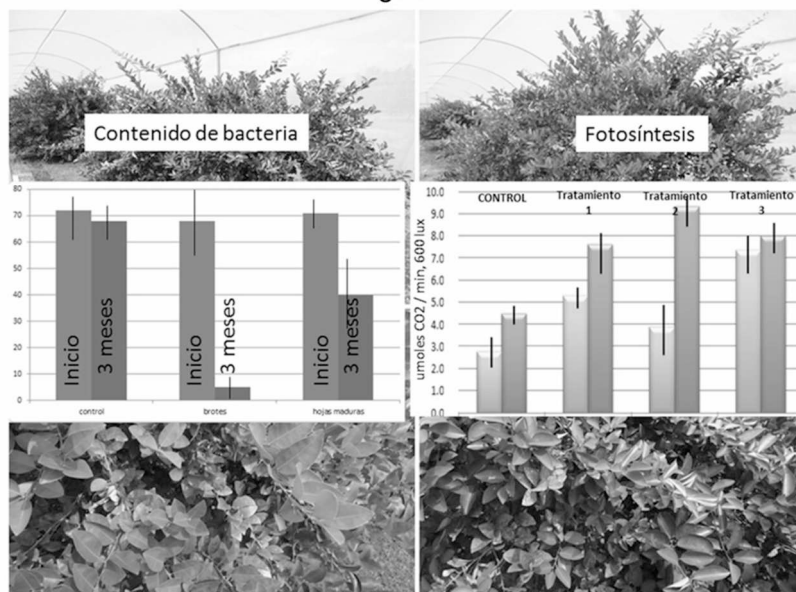 Contenido de bacteria
Fotosíntesis
80
70
60
50
40
30
20
10
0
Inicio
3 meses
Inicio
3 meses
Inicio
3 meses
control
brotes
hojas maduras
umoles CO2 / min, 600 lux
10.0
9.0
8.0
7.0
6.0
5.0
4.0
3.0
2.0
1.0
0.0
CONTROL
Tratamiento
1
Tratamiento
2
Tratamiento
3